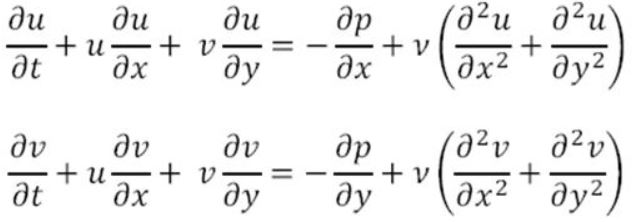 ∂u/∂t + u ∂u/∂x + v ∂u/∂y = − ∂p/∂x + ν (∂²u/∂x² + ∂²u/∂y²)
∂v/∂t + u ∂v/∂x + v ∂v/∂y = − ∂p/∂y + ν (∂²v/∂x² + ∂²v/∂y²)